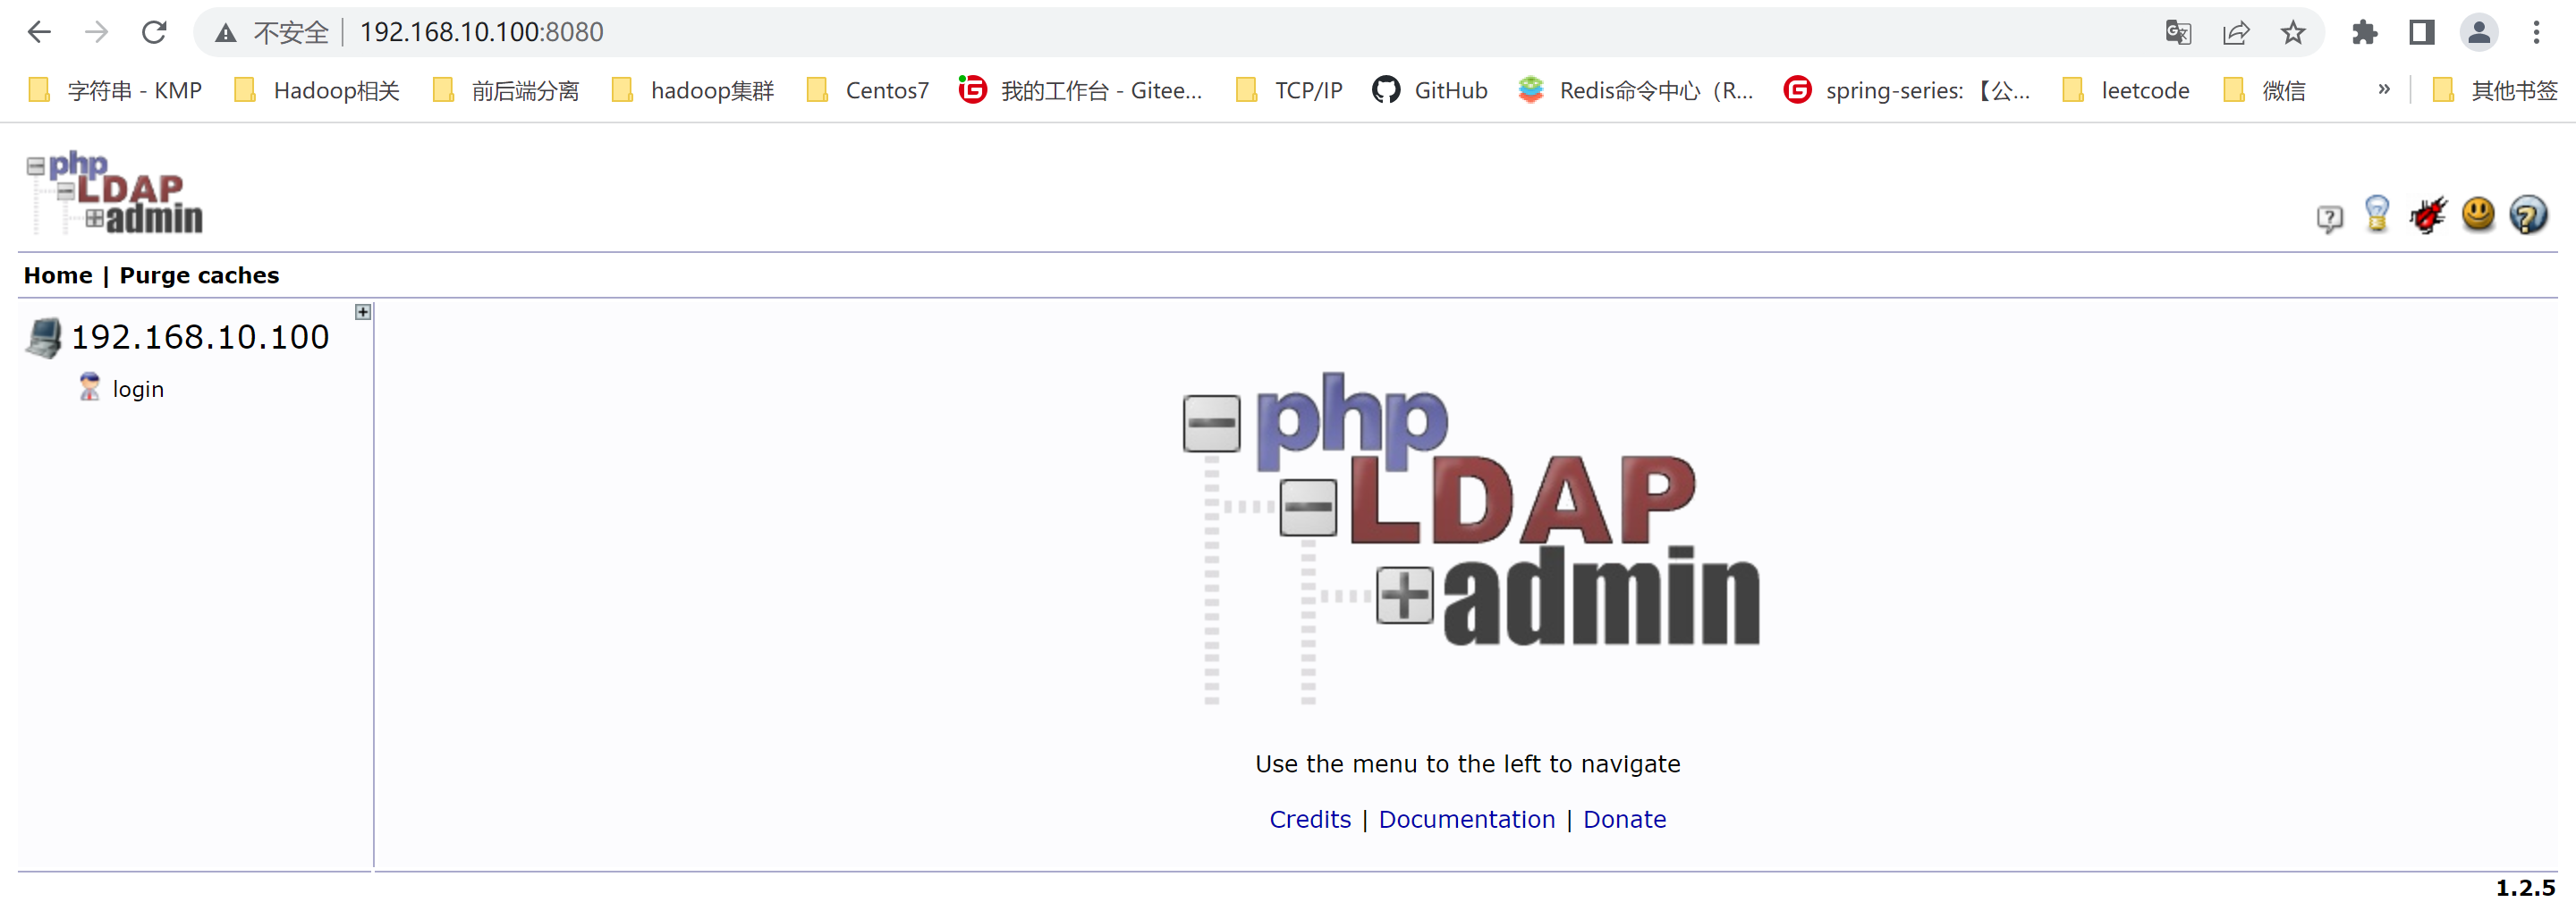 不安全 192.168.10.100:8080
字符串 - KMP Hadoop相关 前后端分离 hadoop集群 Centos7 我的工作台 - Gitee... TCP/IP GitHub Redis命令中心（R... spring-series: 【公... leetcode 微信 » 其他书签
php
LDAP
admin
Home | Purge caches
192.168.10.100
login
php
LDAP
admin
Use the menu to the left to navigate
Credits | Documentation | Donate
1.2.5